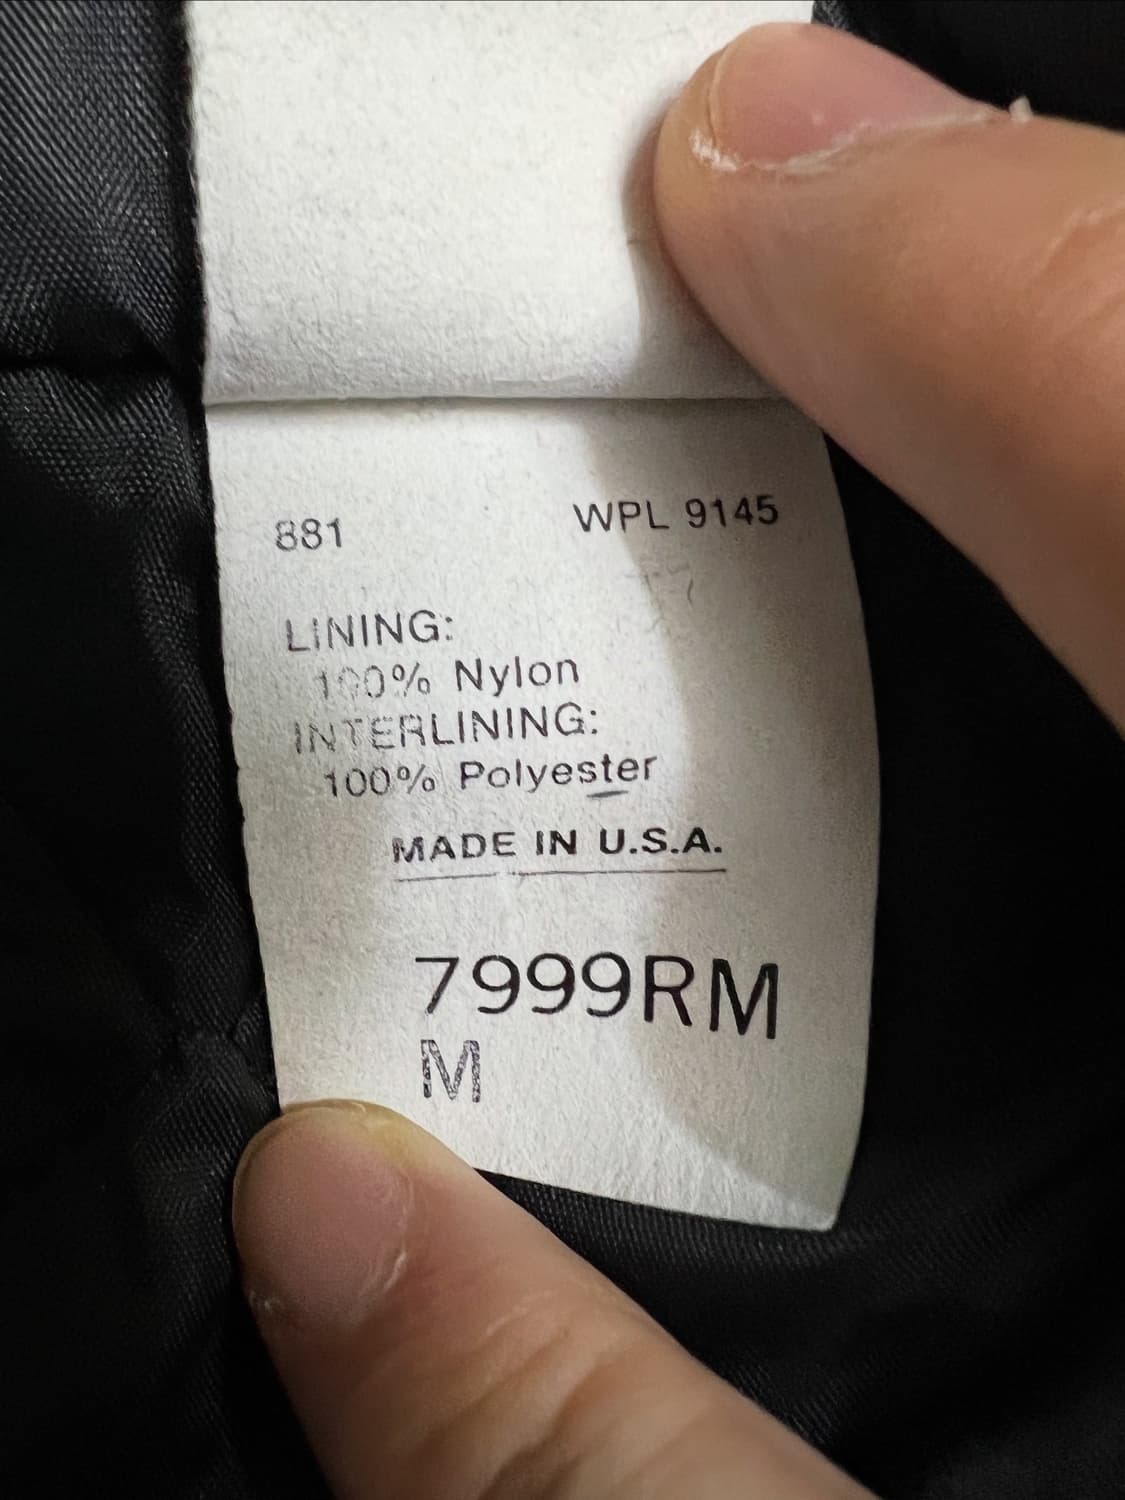 881 WPL 9145
LINING:
100% Nylon
INTERLINING:
100% Polyester
MADE IN U.S.A.
7999RM
M